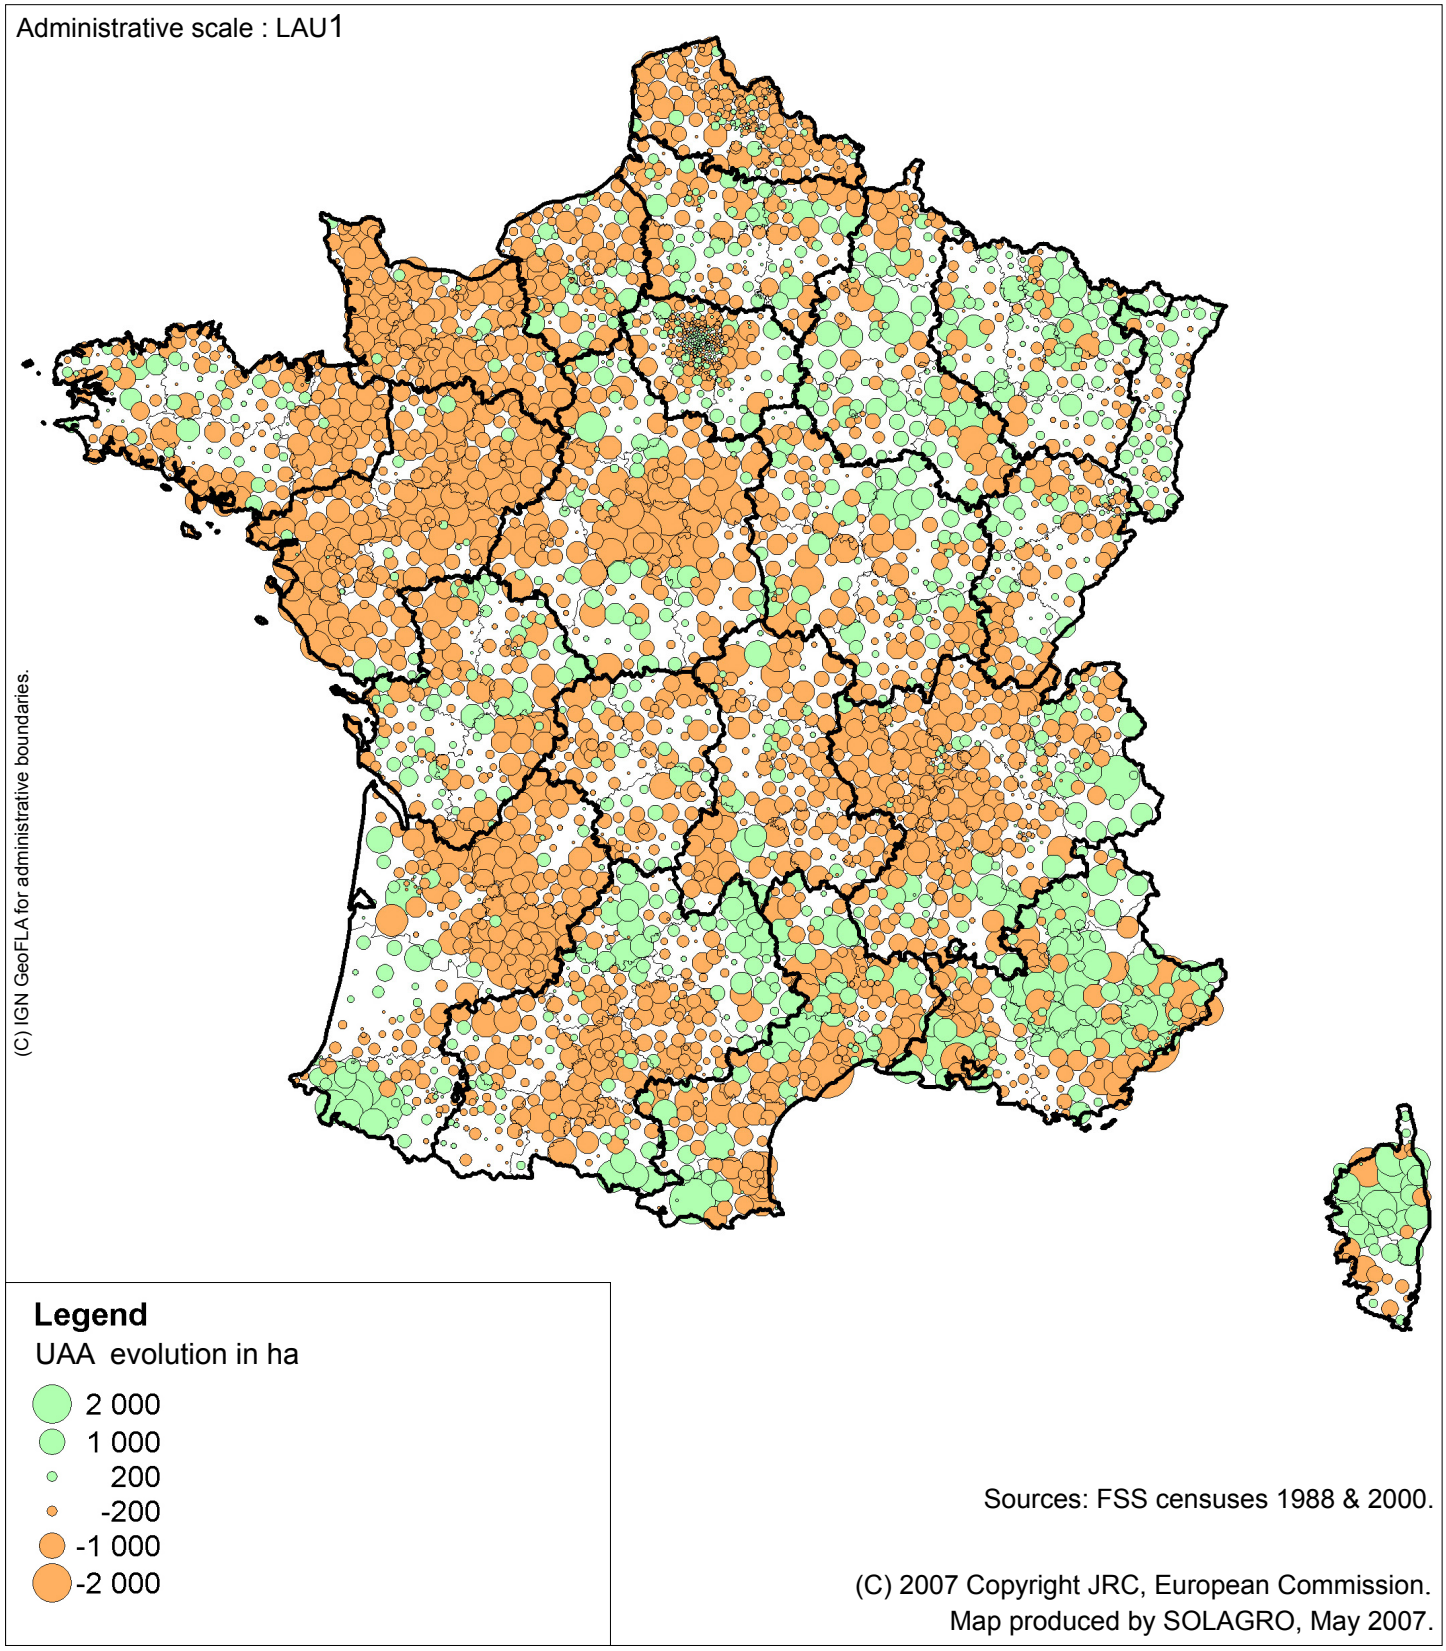 Administrative scale : LAU1
(C) IGN GeoFLA for administrative boundaries.
Legend
UAA evolution in ha
2 000
1 000
200
-200
-1 000
-2 000
Sources: FSS censuses 1988 & 2000.
(C) 2007 Copyright JRC, European Commission.
Map produced by SOLAGRO, May 2007.